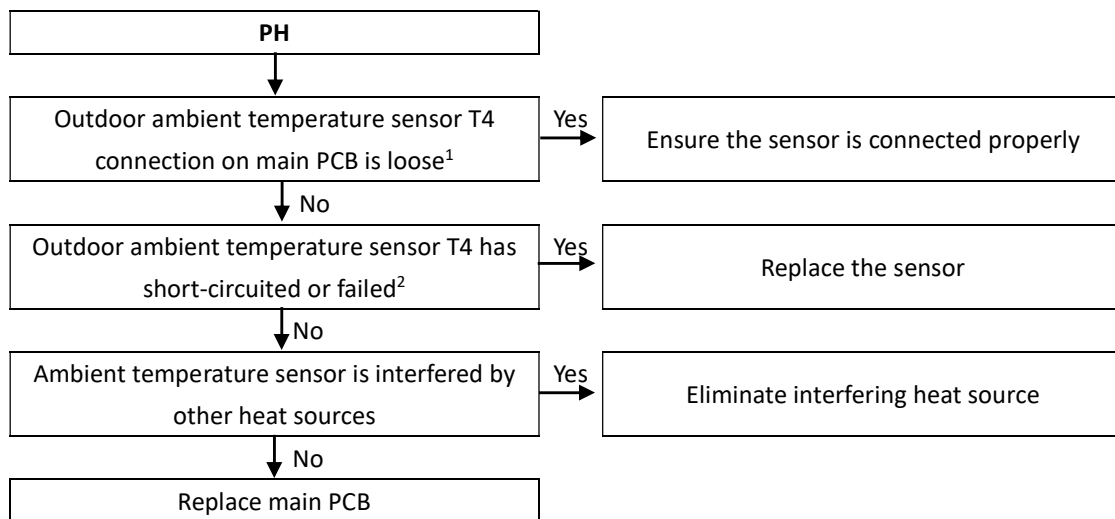 PH
Outdoor ambient temperature sensor T4
connection on main PCB is loose¹
Yes
Ensure the sensor is connected properly
No
Outdoor ambient temperature sensor T4 has
short-circuited or failed²
Yes
Replace the sensor
No
Ambient temperature sensor is interfered by
other heat sources
Yes
Eliminate interfering heat source
No
Replace main PCB